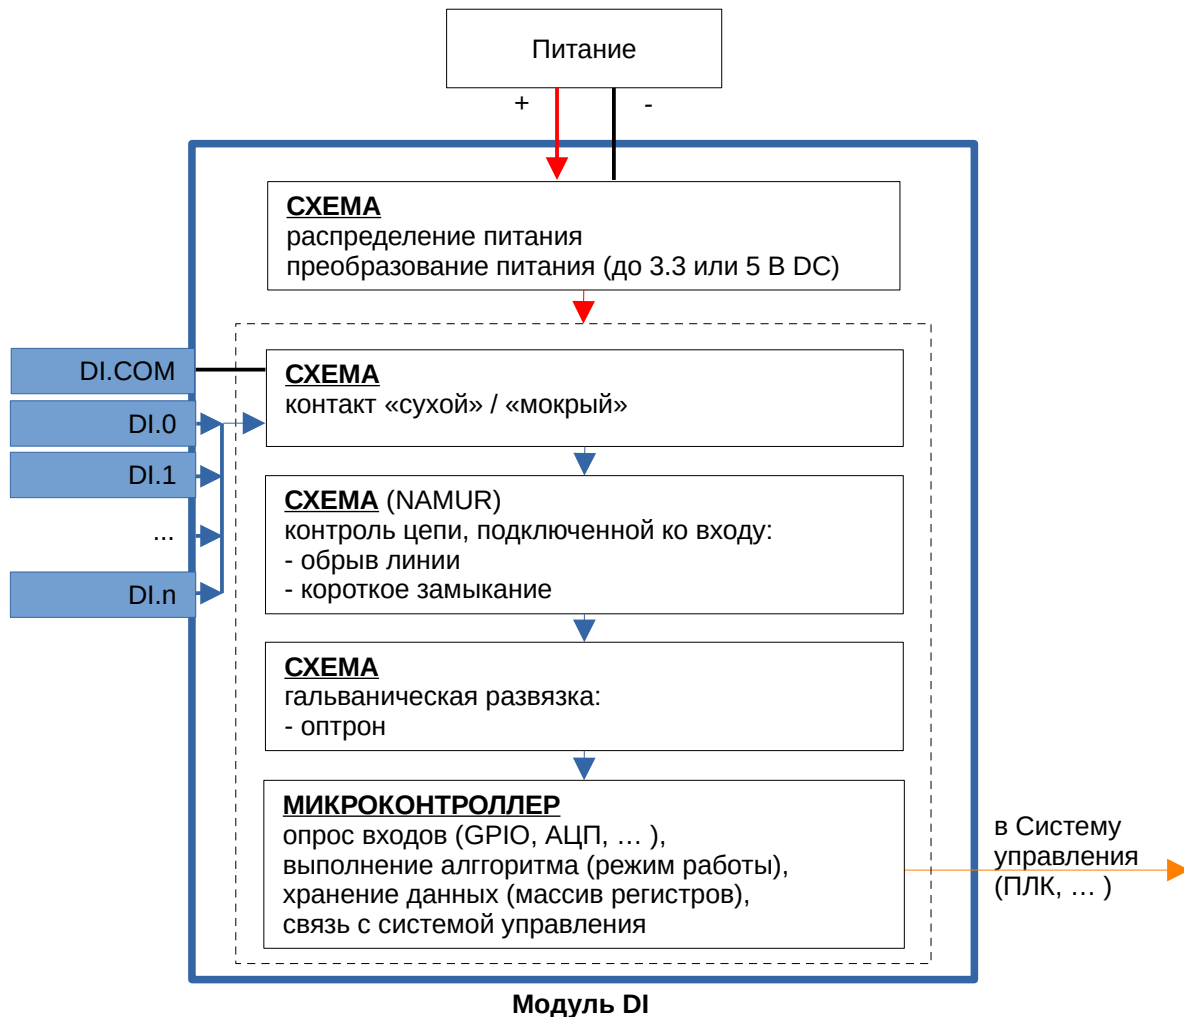 Питание
+ -
СХЕМА
распределение питания
преобразование питания (до 3.3 или 5 В DC)
DI.COM
DI.0
DI.1
...
DI.n
СХЕМА
контакт «сухой» / «мокрый»
СХЕМА (NAMUR)
контроль цепи, подключенной ко входу:
- обрыв линии
- короткое замыкание
СХЕМА
гальваническая развязка:
- оптрон
МИКРОКОНТРОЛЛЕР
опрос входов (GPIO, АЦП, … ),
выполнение алггоритма (режим работы),
хранение данных (массив регистров),
связь с системой управления
в Систему
управления
(ПЛК, … )
Модуль DI